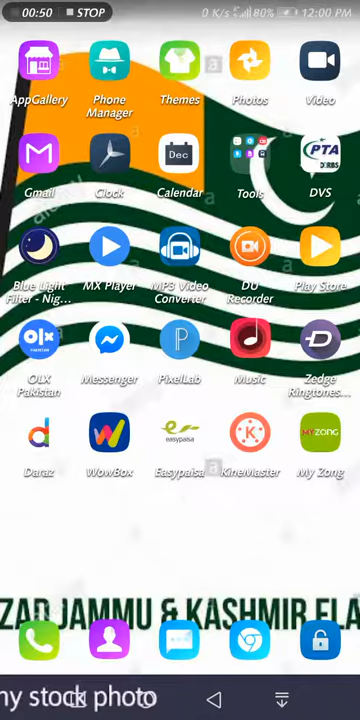 00:50 STOP 0 K/s 80% 12:00 PM
AppGallery Phone Manager Themes Photos Video
Dec
PTA
DIRBS
Gmail Clock Calendar Tools DVS
Blue Light Filter - Nig... MX Player MP3 Video Converter DU Recorder Play Store
OLX
Z
OLX Pakistan Messenger PixelLab Music Zedge Ringtones...
easypaisa
MY ZONG
Daraz WowBox Easypaisa KineMaster My Zong
ZAD JAMMU & KASHMIR FLA
ny stock photo